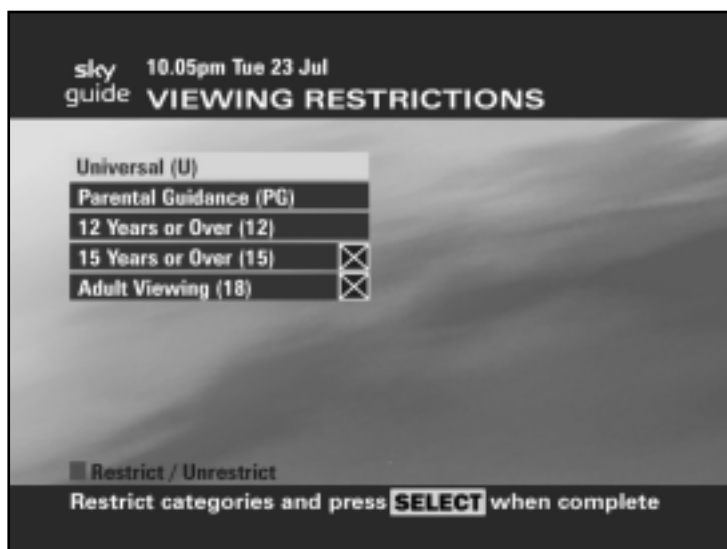 sky 10.05pm Tue 23 Jul
guide VIEWING RESTRICTIONS
Universal (U)
Parental Guidance (PG)
12 Years or Over (12)
15 Years or Over (15)
Adult Viewing (18)
Restrict / Unrestrict
Restrict categories and press SELECT when complete